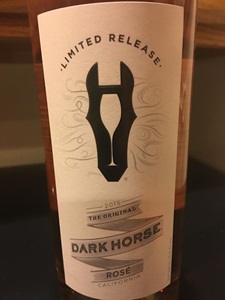 ·LIMITED RELEASE·
2015
THE ORIGINAL
DARK HORSE
ROSÉ
CALIFORNIA